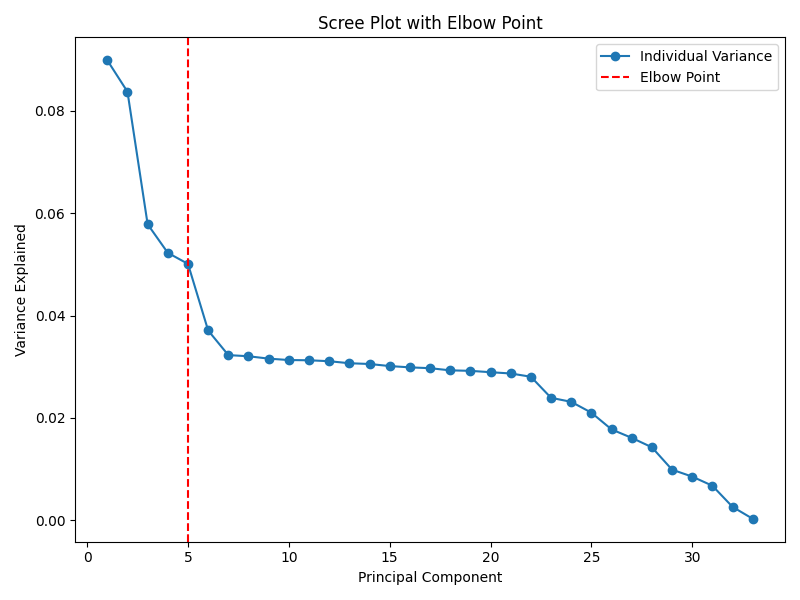 Scree Plot with Elbow Point
Individual Variance
Elbow Point
Variance Explained
0.08
0.06
0.04
0.02
0.00
0 5 10 15 20 25 30
Principal Component